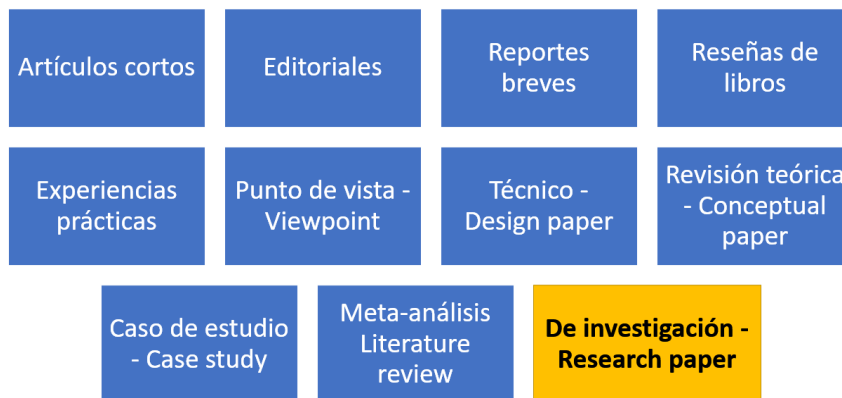 Artículos cortos
Editoriales
Reportes
breves
Reseñas de
libros
Experiencias
prácticas
Punto de vista -
Viewpoint
Técnico -
Design paper
Revisión teórica
- Conceptual
paper
Caso de estudio
- Case study
Meta-análisis
Literature
review
De investigación -
Research paper